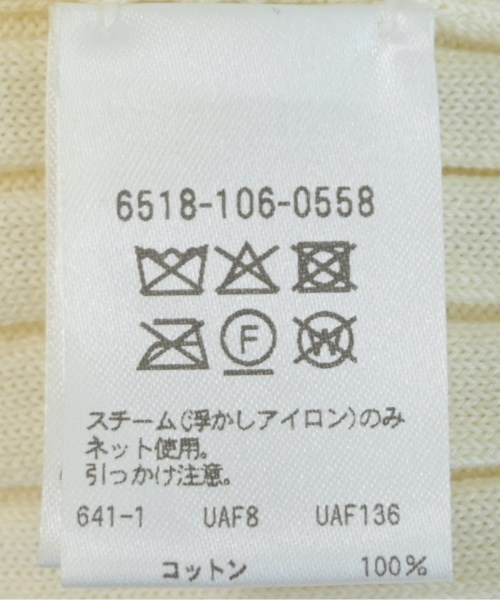 6518-106-0558
F W
スチーム(浮かしアイロン)のみ
ネット使用。
引っかけ注意。
641-1 UAF8 UAF136
コットン 100%